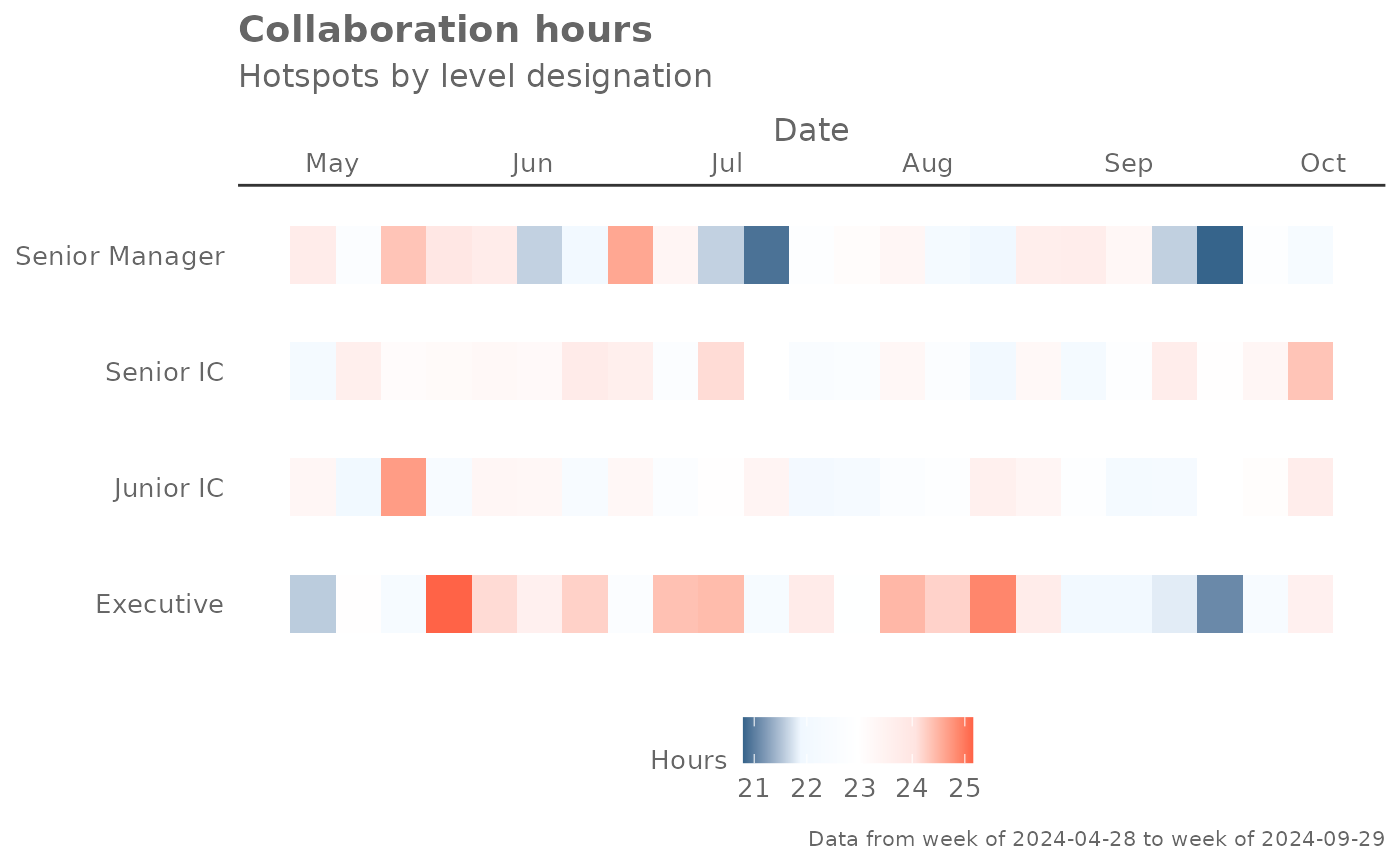 Collaboration hours
Hotspots by level designation
Date
May Jun Jul Aug Sep Oct
Senior Manager
Senior IC
Junior IC
Executive
Hours
21 22 23 24 25
Data from week of 2024-04-28 to week of 2024-09-29